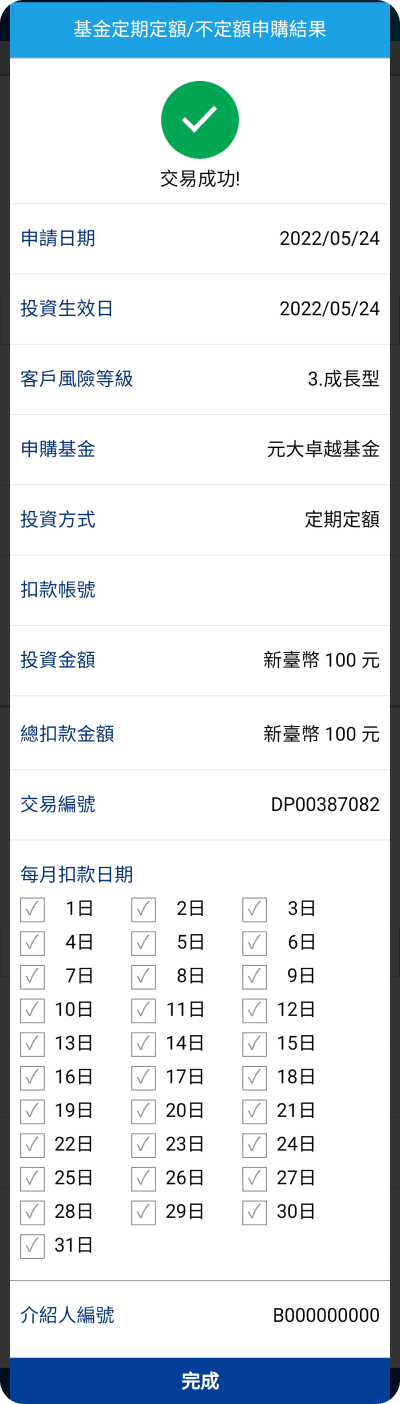 基金定期定額/不定額申購結果
交易成功!
申請日期 2022/05/24
投資生效日 2022/05/24
客戶風險等級 3.成長型
申購基金 元大卓越基金
投資方式 定期定額
扣款帳號
投資金額 新臺幣 100 元
總扣款金額 新臺幣 100 元
交易編號 DP00387082
每月扣款日期
1日 2日 3日
4日 5日 6日
7日 8日 9日
10日 11日 12日
13日 14日 15日
16日 17日 18日
19日 20日 21日
22日 23日 24日
25日 26日 27日
28日 29日 30日
31日
介紹人編號 B000000000
完成